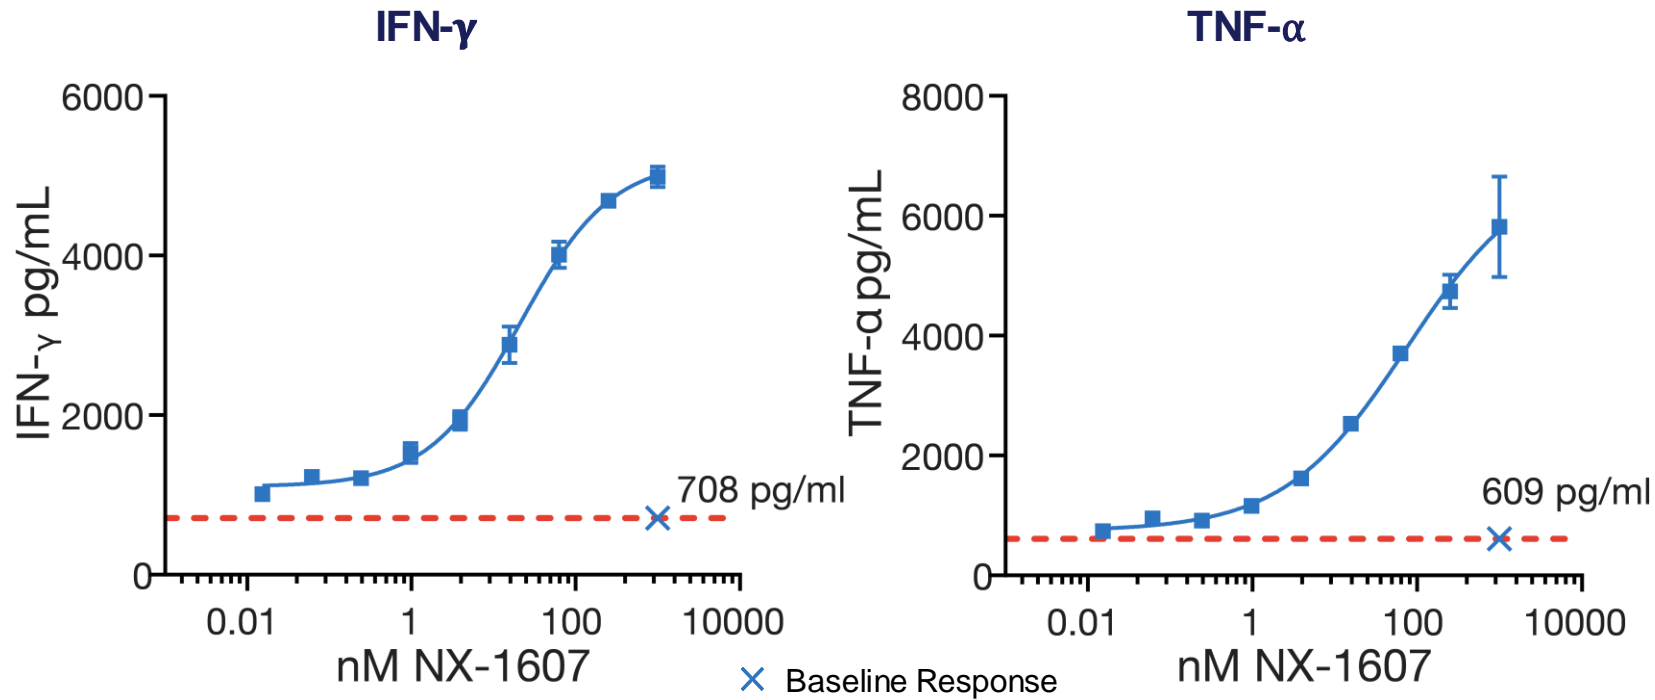 IFN-γ
6000
4000
2000
0
IFN-γ pg/mL
708 pg/ml
0.01 1 100 10000
nM NX-1607
TNF-α
8000
6000
4000
2000
0
TNF-α pg/mL
609 pg/ml
0.01 1 100 10000
nM NX-1607
Baseline Response